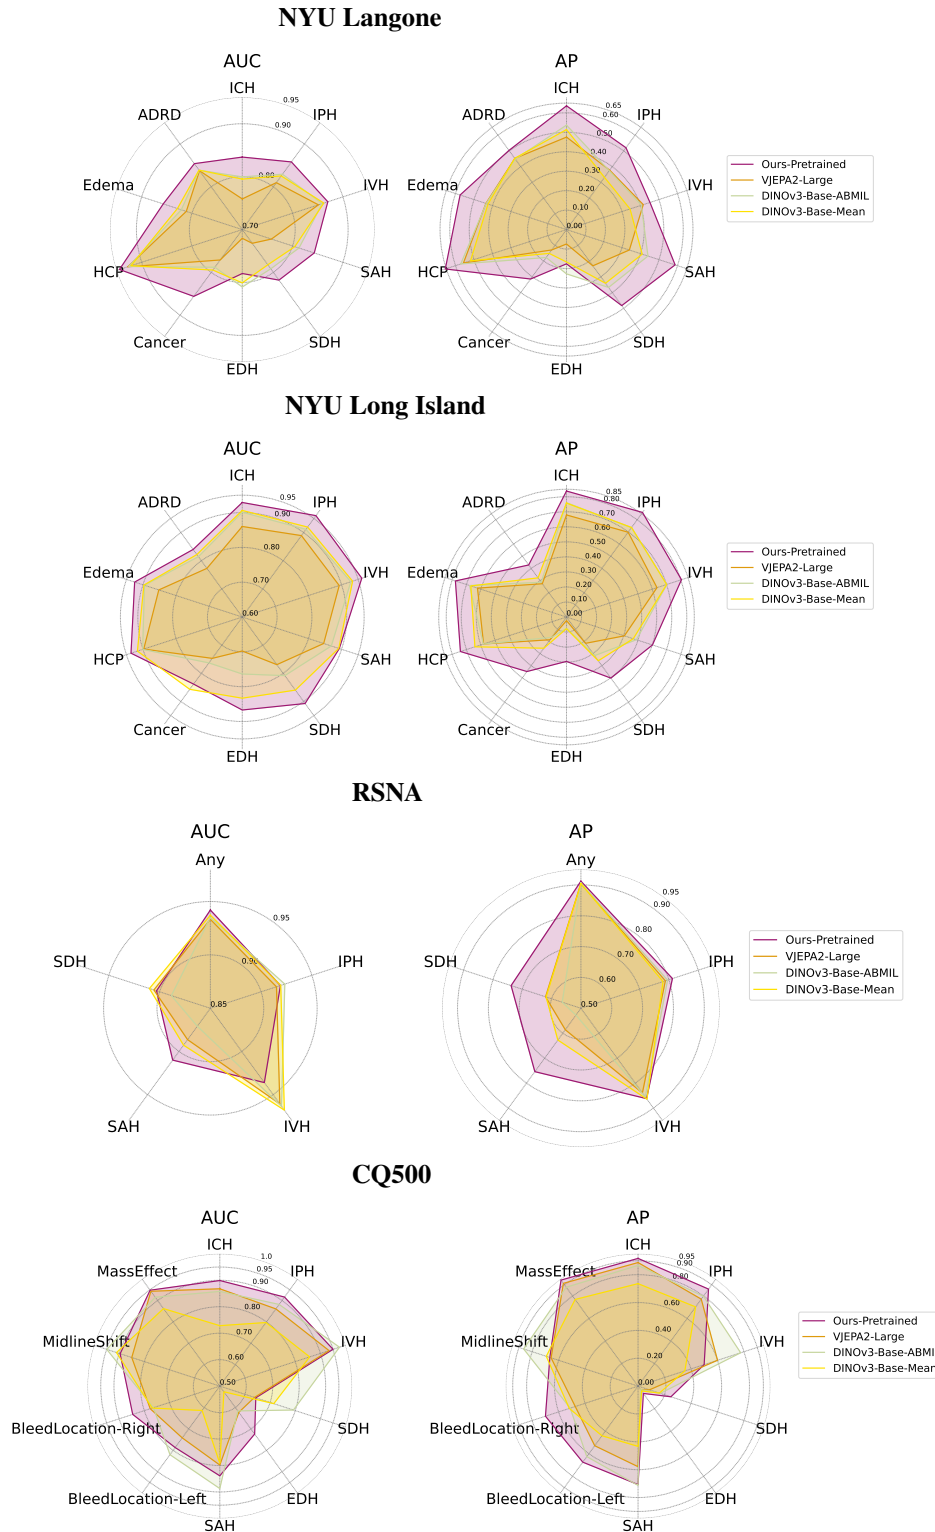 NYU Langone
AUC
ICH
IPH
IVH
SAH
SDH
EDH
Cancer
HCP
Edema
ADRD
0.70
0.80
0.90
0.95
AP
ICH
IPH
IVH
SAH
SDH
EDH
Cancer
HCP
Edema
ADRD
0.00
0.10
0.20
0.30
0.40
0.50
0.60
0.65
Ours-Pretrained
VJEPA2-Large
DINOv3-Base-ABMIL
DINOv3-Base-Mean
NYU Long Island
AUC
ICH
IPH
IVH
SAH
SDH
EDH
Cancer
HCP
Edema
ADRD
0.60
0.70
0.80
0.90
0.95
AP
ICH
IPH
IVH
SAH
SDH
EDH
Cancer
HCP
Edema
ADRD
0.00
0.10
0.20
0.30
0.40
0.50
0.60
0.70
0.80
0.85
Ours-Pretrained
VJEPA2-Large
DINOv3-Base-ABMIL
DINOv3-Base-Mean
RSNA
AUC
Any
IPH
IVH
SAH
SDH
0.85
0.90
0.95
AP
Any
IPH
IVH
SAH
SDH
0.50
0.60
0.70
0.80
0.90
0.95
Ours-Pretrained
VJEPA2-Large
DINOv3-Base-ABMIL
DINOv3-Base-Mean
CQ500
AUC
ICH
IPH
IVH
SDH
EDH
SAH
BleedLocation-Left
BleedLocation-Right
MidlineShift
MassEffect
0.50
0.60
0.70
0.80
0.90
0.95
1.0
AP
ICH
IPH
IVH
SDH
EDH
SAH
BleedLocation-Left
BleedLocation-Right
MidlineShift
MassEffect
0.00
0.20
0.40
0.60
0.80
0.90
0.95
Ours-Pretrained
VJEPA2-Large
DINOv3-Base-ABMI
DINOv3-Base-Mean